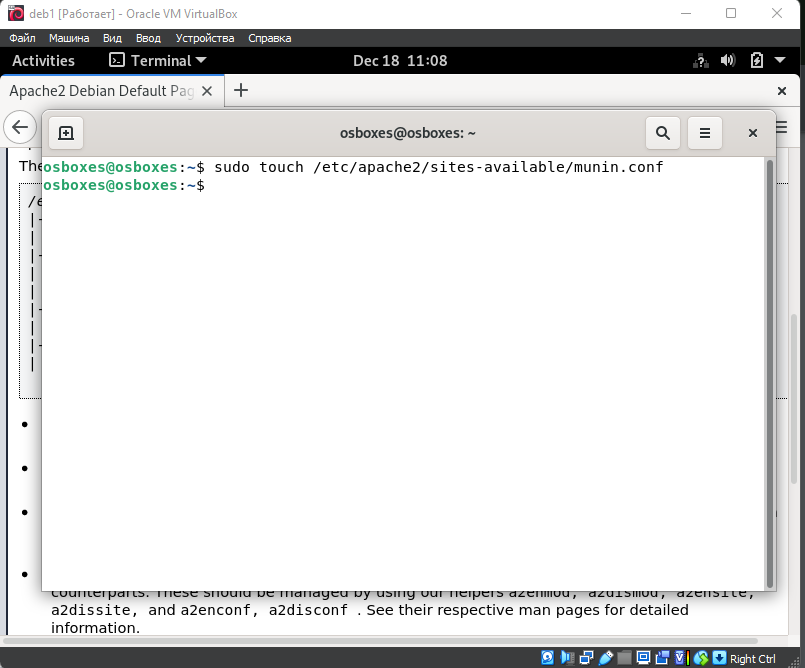 deb1 [Работает] - Oracle VM VirtualBox
Файл Машина Вид Ввод Устройства Справка
Activities Terminal Dec 18 11:08
Apache2 Debian Default Pag
osboxes@osboxes: ~
The
osboxes@osboxes:~$ sudo touch /etc/apache2/sites-available/munin.conf
osboxes@osboxes:~$
/e
counterparts. These should be managed by using our helpers a2enmod, a2dismod, a2ensite,
a2dissite, and a2enconf, a2disconf . See their respective man pages for detailed
information.
Right Ctrl